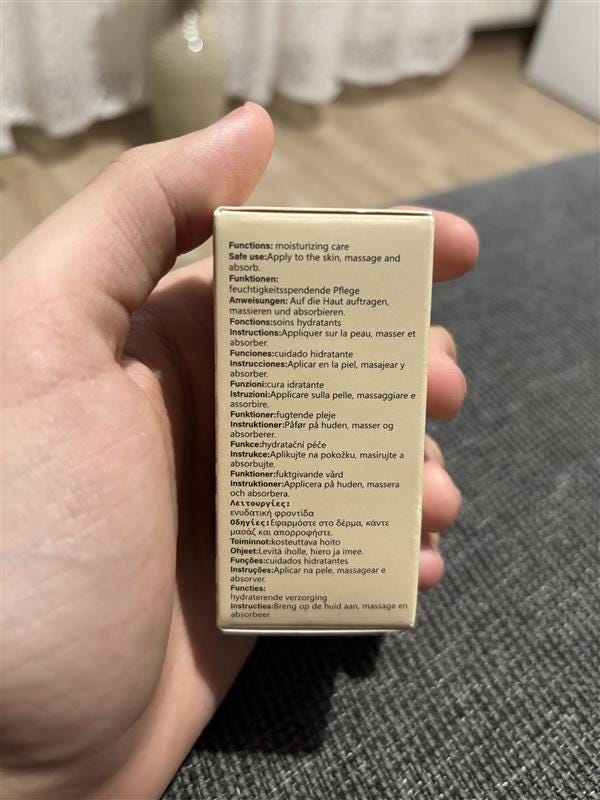 Functions: moisturizing care
Safe use:Apply to the skin, massage and
absorb.
Funktionen:
feuchtigkeitsspendende Pflege
Anweisungen: Auf die Haut auftragen,
massieren und absorbieren.
Fonctions:soins hydratants
Instructions:Appliquer sur la peau, masser et
absorber.
Funciones:cuidado hidratante
Instrucciones:Aplicar en la piel, masajear y
absorber.
Funzioni:cura idratante
Istruzioni:Applicare sulla pelle, massaggiare e
assorbire.
Funktioner:fugtende pleje
Instruktioner:Påfør på huden, masser og
absorberer.
Funkce:hydratační péče
Instrukce:Aplikujte na pokožku, masírujte a
absorbujte.
Funktioner:fuktgivande vård
Instruktioner:Applicera på huden, massera
och absorbera.
Λειτουργίες:
ενυδατική φροντίδα
Οδηγίες:Εφαρμόστε στο δέρμα, κάντε
μασάζ και απορροφήστε.
Toiminnot:kosteuttava hoito
Ohjeet:Levitä iholle, hiero ja imee.
Funções:cuidados hidratantes
Instruções:Aplicar na pele, massagear e
absorver.
Functies:
hydraterende verzorging
Instructies:Breng op de huid aan, massage en
absorbeer.